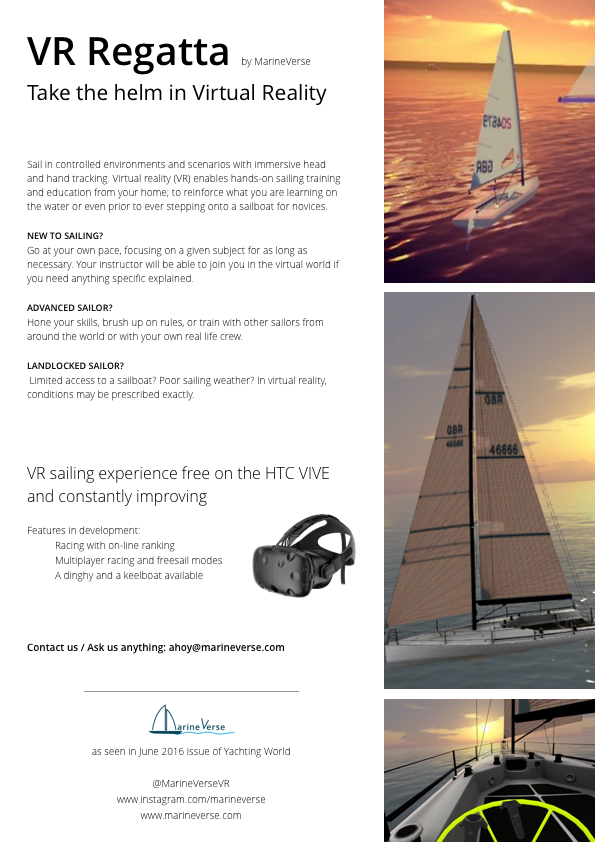 VR Regatta by MarineVerse
Take the helm in Virtual Reality
Sail in controlled environments and scenarios with immersive head
and hand tracking. Virtual reality (VR) enables hands-on sailing training
and education from your home; to reinforce what you are learning on
the water or even prior to ever stepping onto a sailboat for novices.
NEW TO SAILING?
Go at your own pace, focusing on a given subject for as long as
necessary. Your instructor will be able to join you in the virtual world if
you need anything specific explained.
ADVANCED SAILOR?
Hone your skills, brush up on rules, or train with other sailors from
around the world or with your own real life crew.
LANDLOCKED SAILOR?
Limited access to a sailboat? Poor sailing weather? In virtual reality,
conditions may be prescribed exactly.
VR sailing experience free on the HTC VIVE
and constantly improving
Features in development:
Racing with on-line ranking
Multiplayer racing and freesail modes
A dinghy and a keelboat available
Contact us / Ask us anything: ahoy@marineverse.com
Marine Verse
as seen in June 2016 issue of Yachting World
@MarineVerseVR
www.instagram.com/marineverse
www.marineverse.com
GBR
GBR
GBR
46666
46666